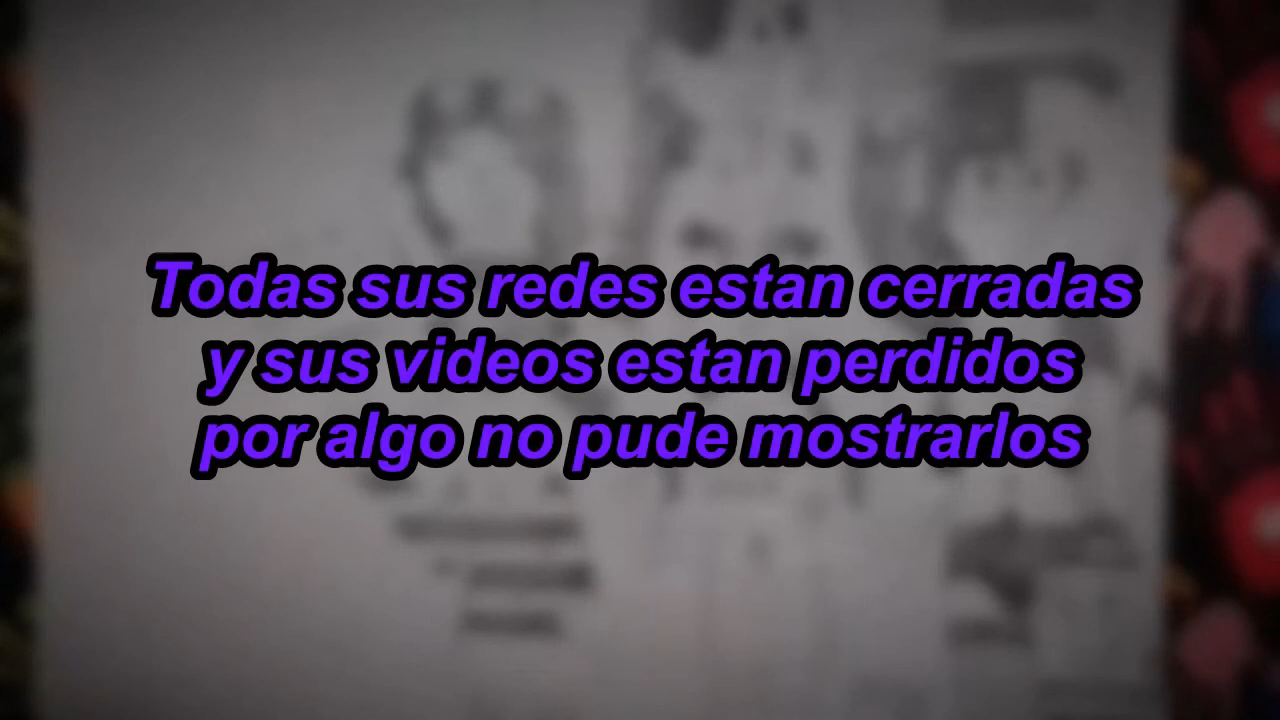 Todas sus redes estan cerradas
y sus videos estan perdidos
por algo no pude mostrarlos